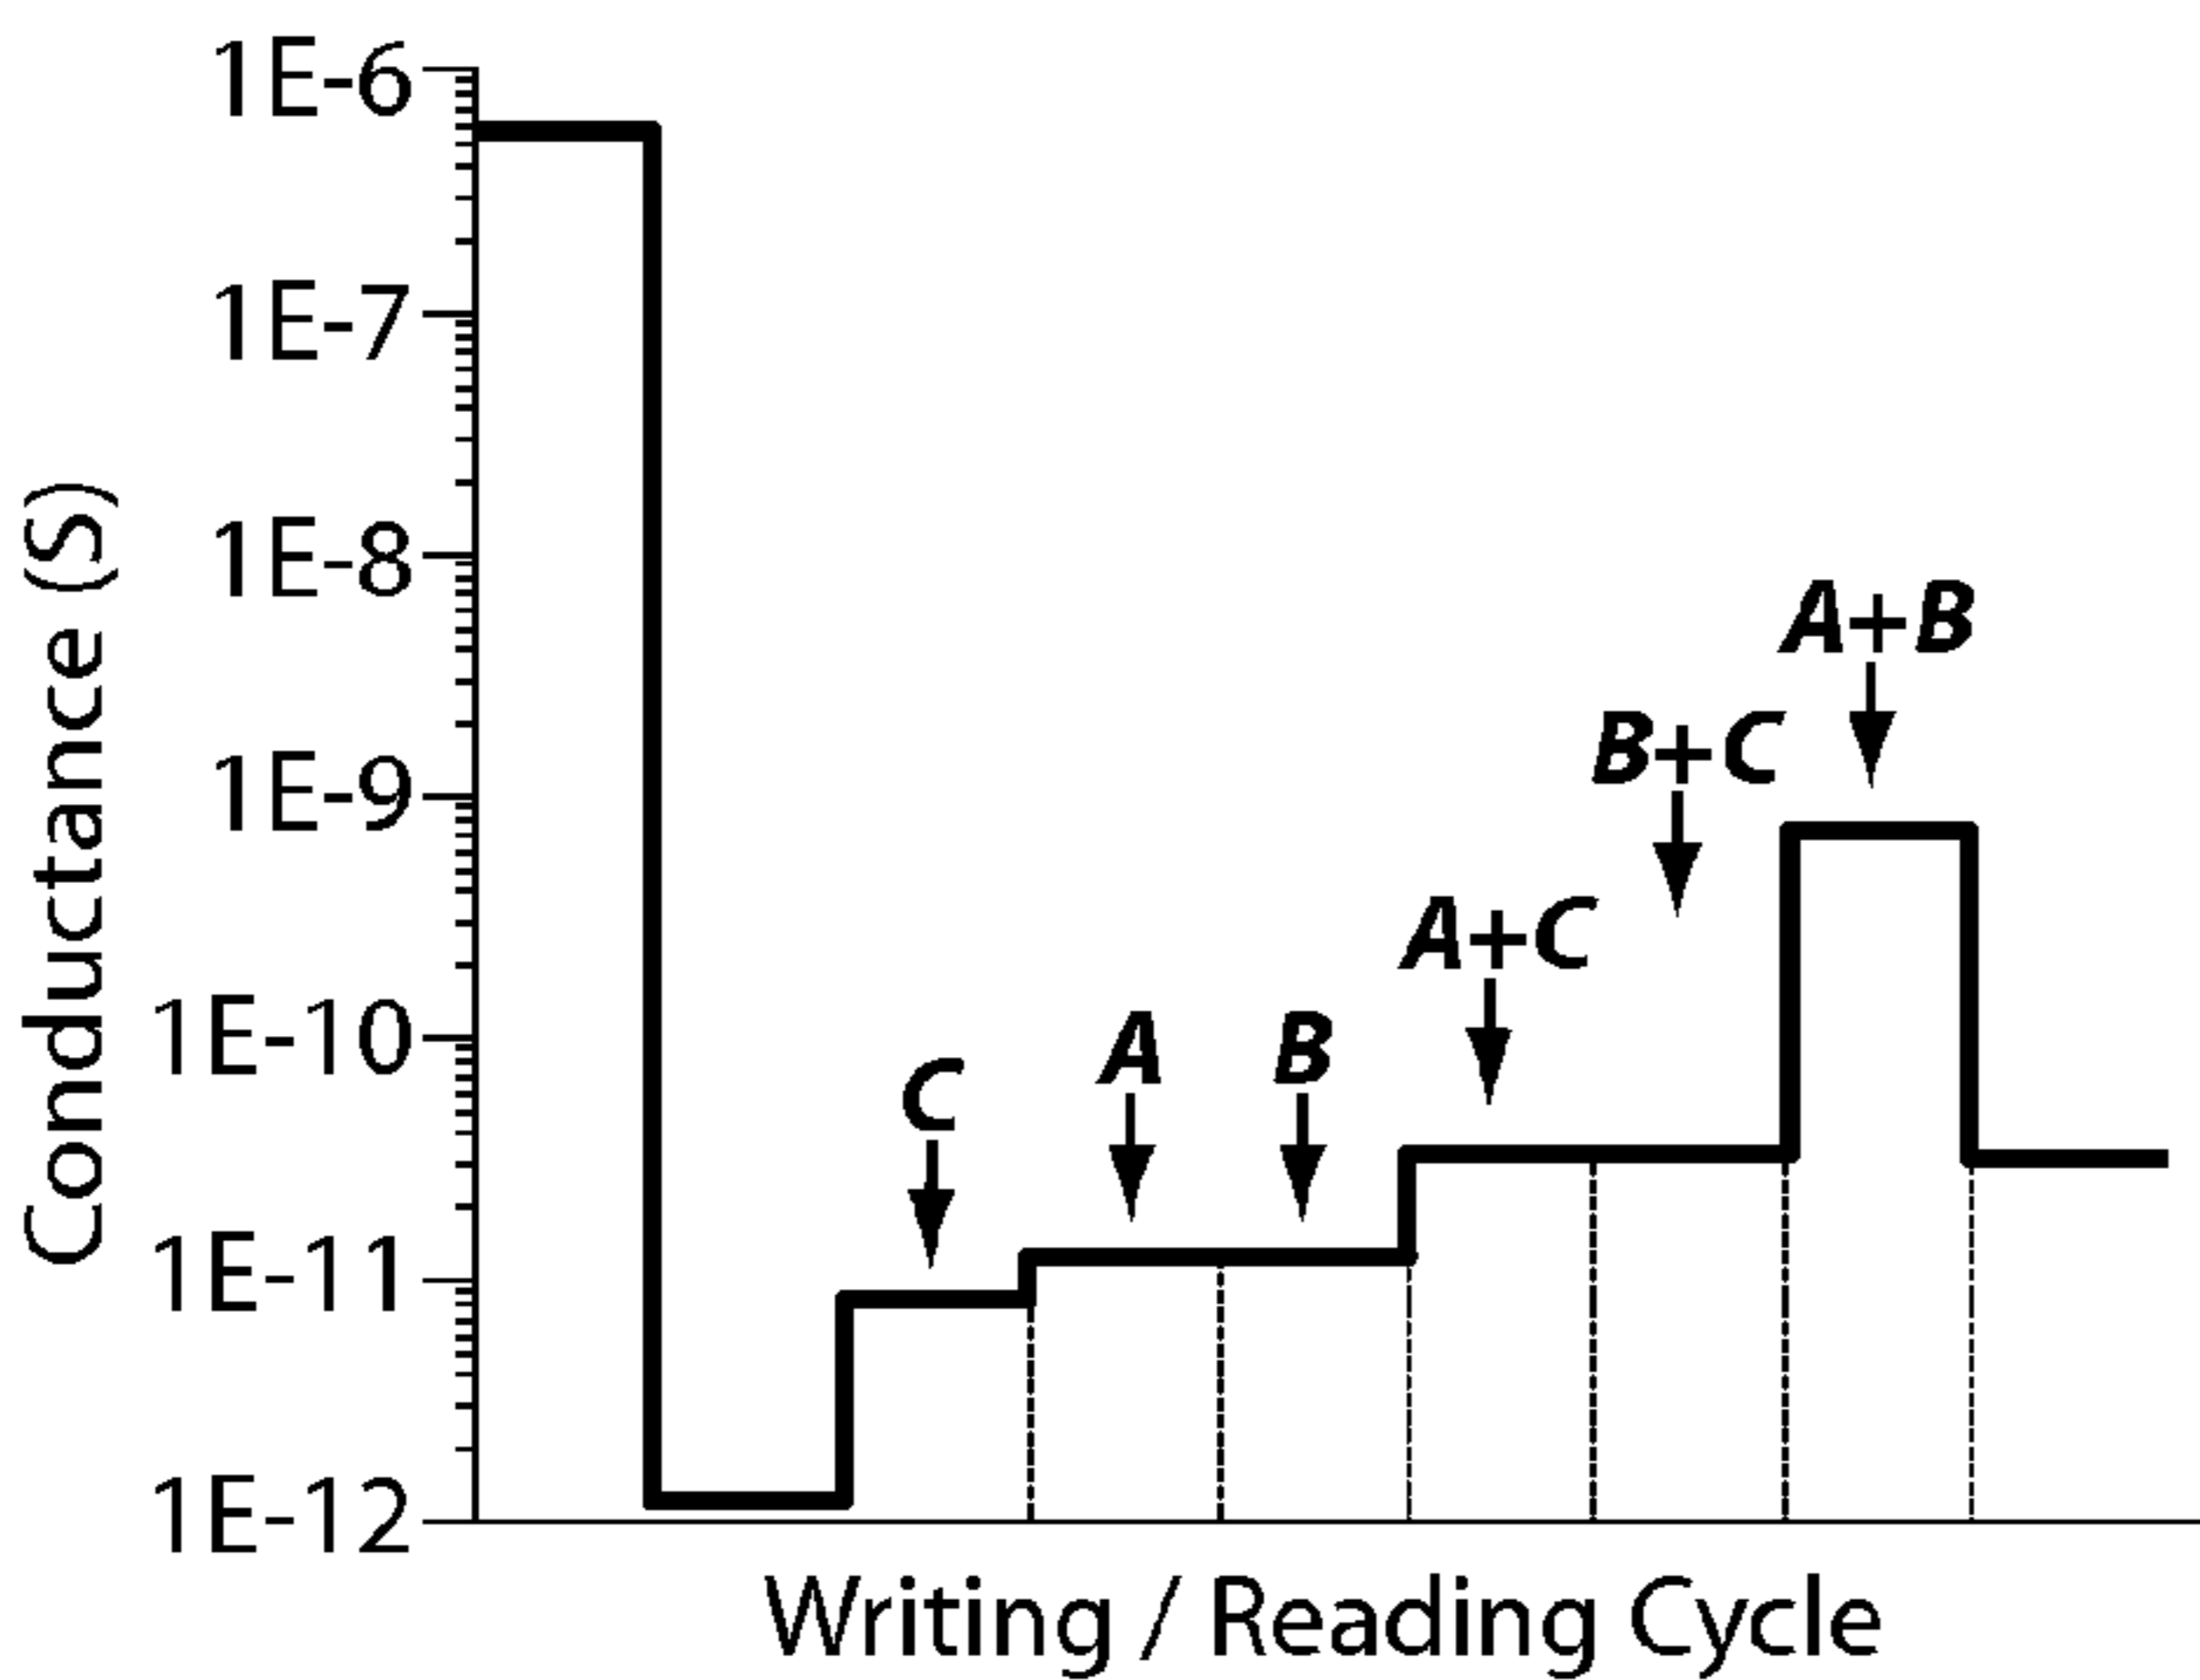 1E-6
1E-7
1E-8
1E-9
1E-10
1E-11
1E-12
Conductance (S)
C
A
B
A+C
B+C
A+B
Writing / Reading Cycle